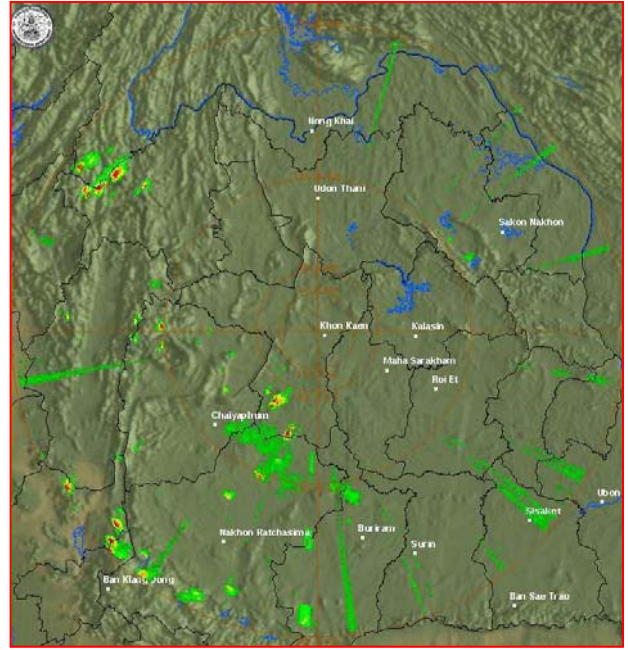 Nong Khai
Udon Thani
Sakon Nakhon
Khon Kaen
Kalasin
Maha Sarakham
Roi Et
Chaiyaphum
Ubon
Sisaket
Nakhon Ratchasima
Buriram
Surin
Ban Klang Dong
Ban Sae Trau